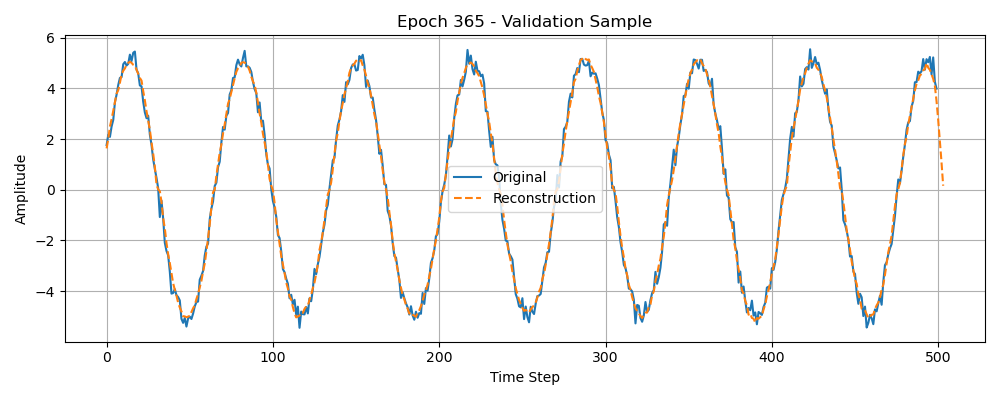 Epoch 365 - Validation Sample
6
4
2
0
−2
−4
Amplitude
Original
Reconstruction
0 100 200 300 400 500
Time Step